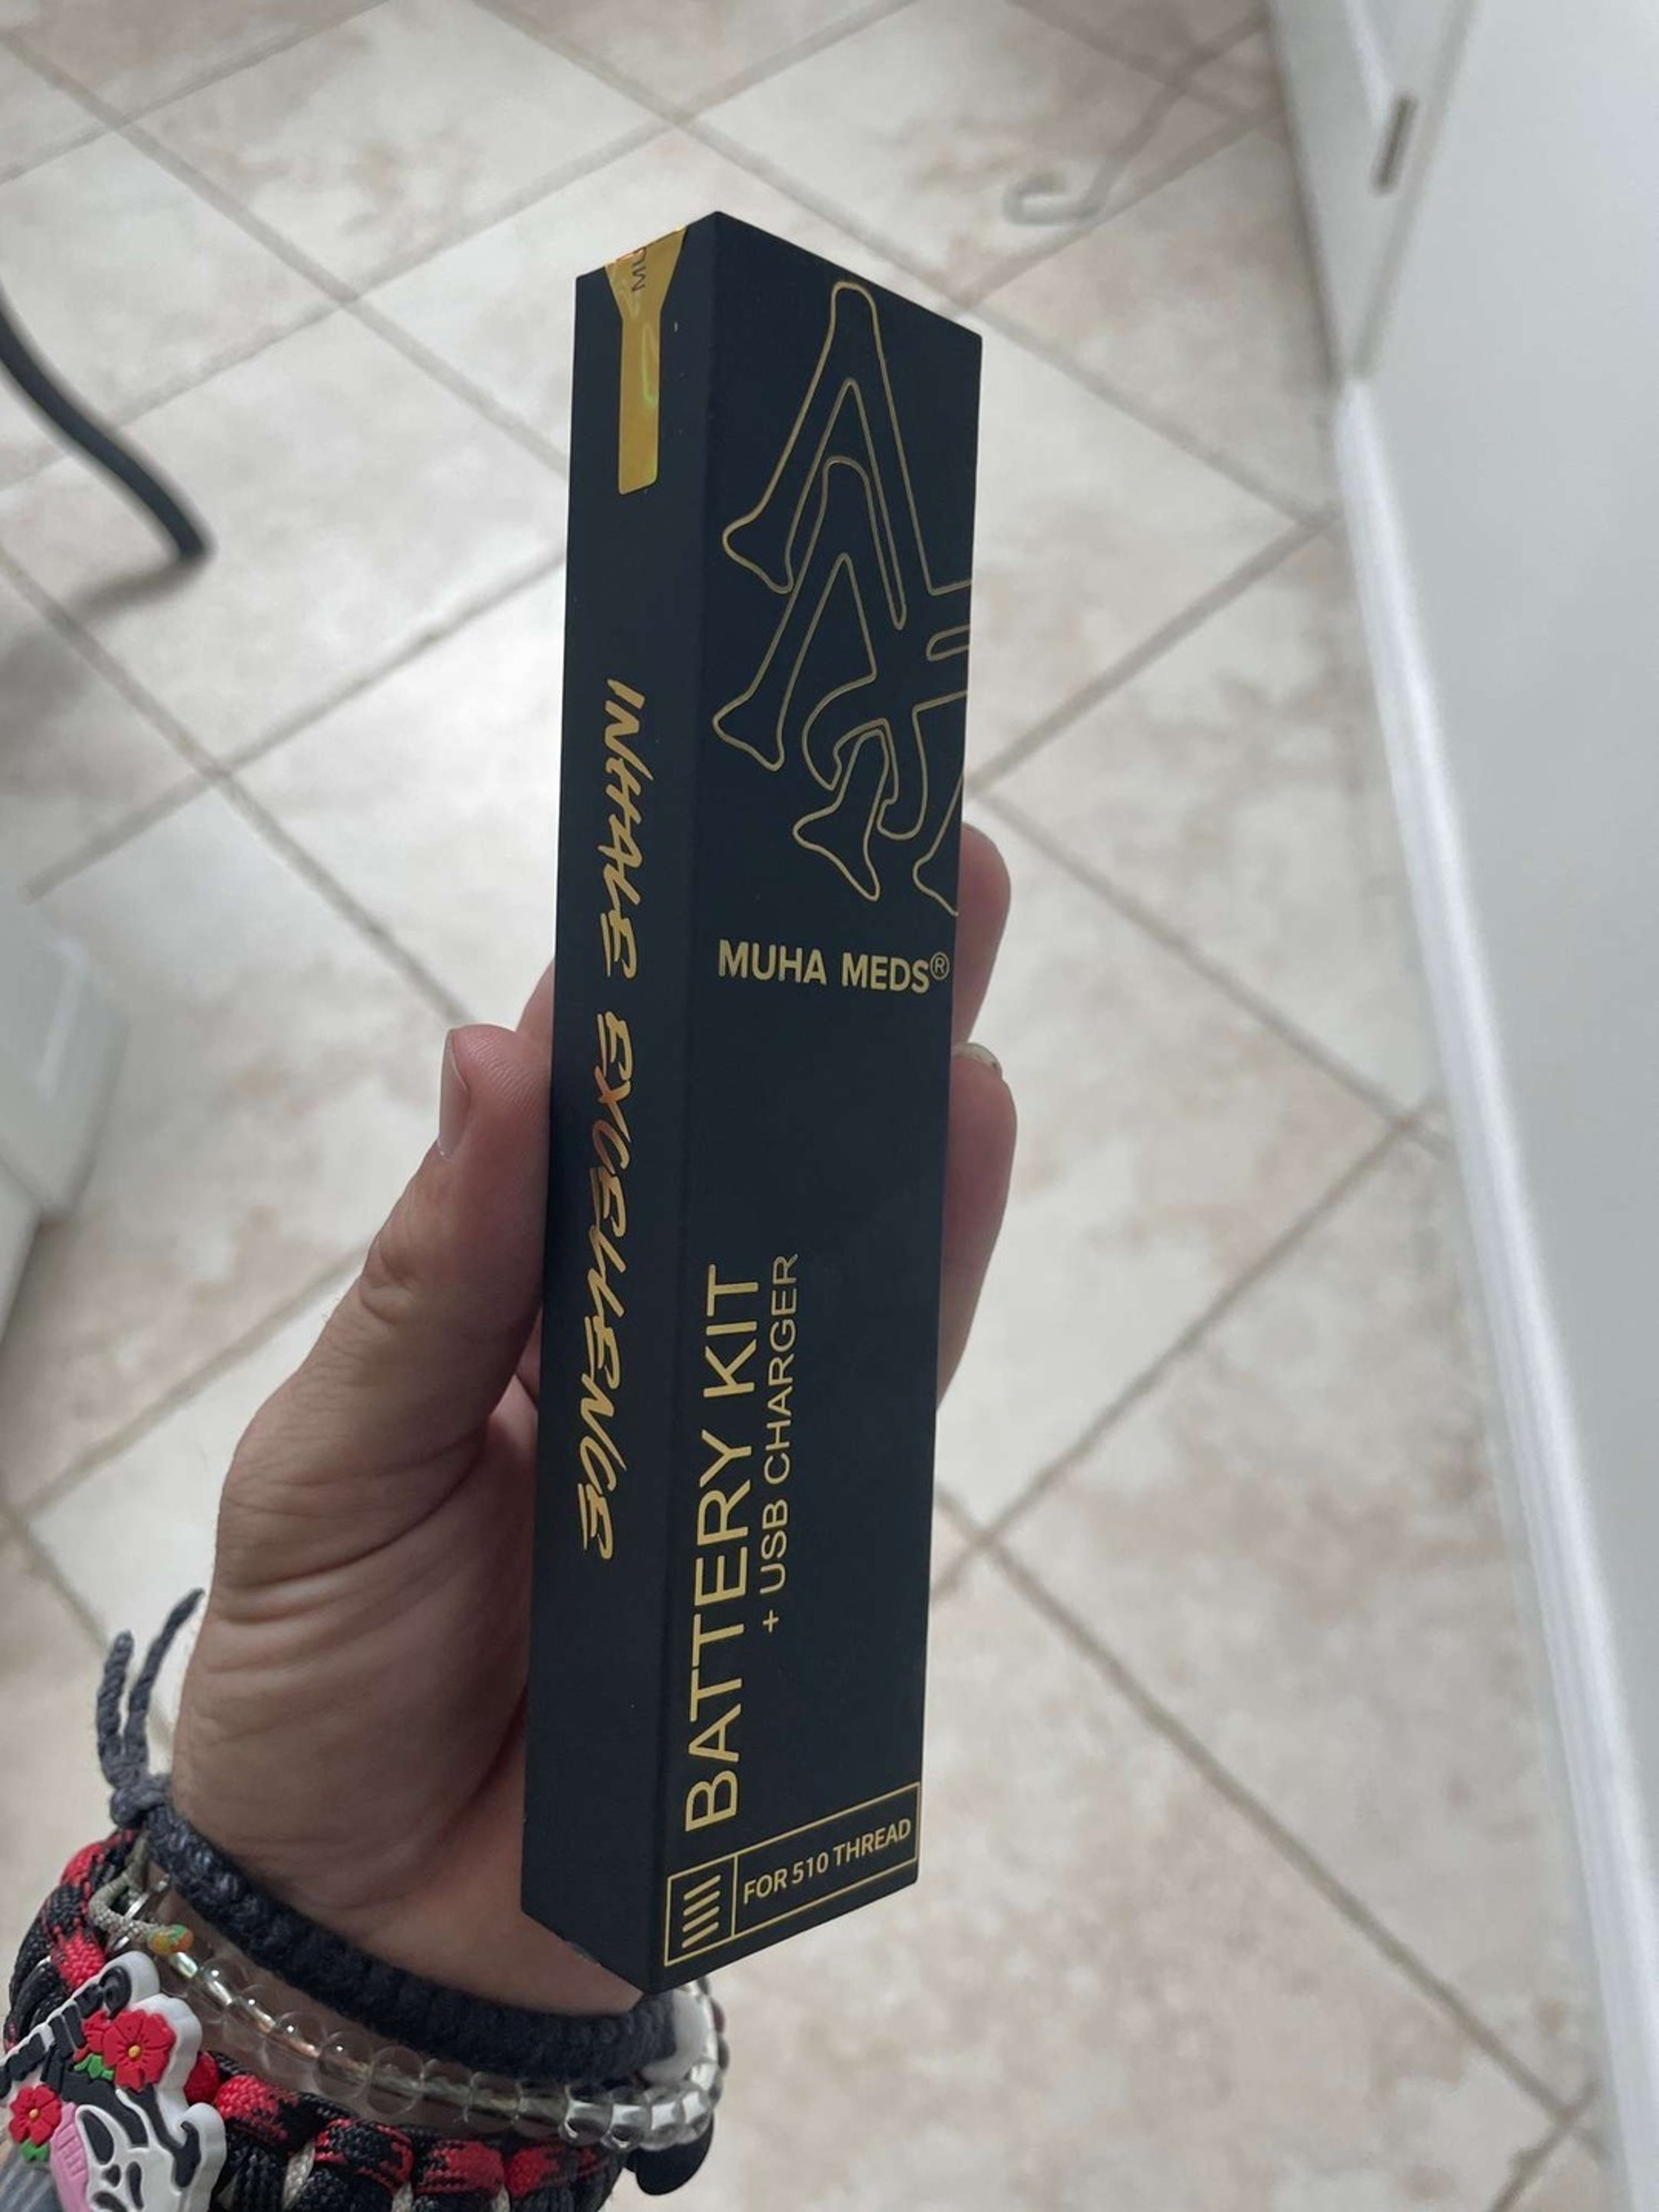 INHALE EXCELLENCE
MUHA MEDS®
BATTERY KIT
+ USB CHARGER
FOR 510 THREAD